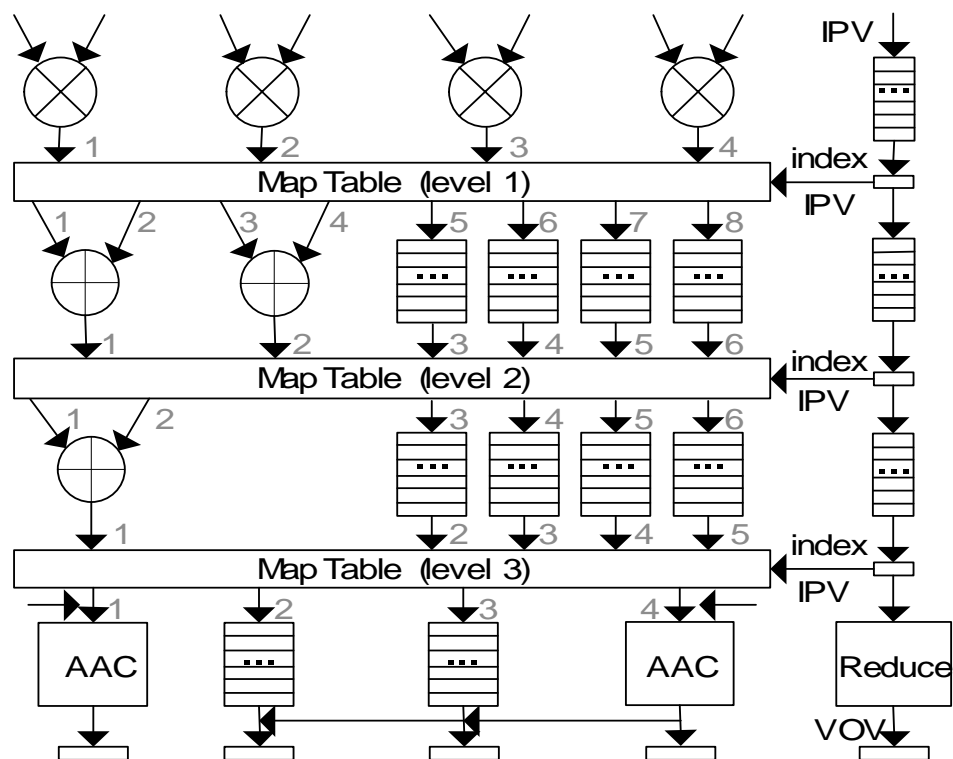 IPV
1 2 3 4
index
Map Table (level 1)
IPV
1 2 3 4 5 6 7 8
1 2 3 4 5 6
index
Map Table (level 2)
IPV
1 2 3 4 5 6
1 2 3 4 5
index
Map Table (level 3)
IPV
1 2 3 4
AAC AAC Reduce
VOV